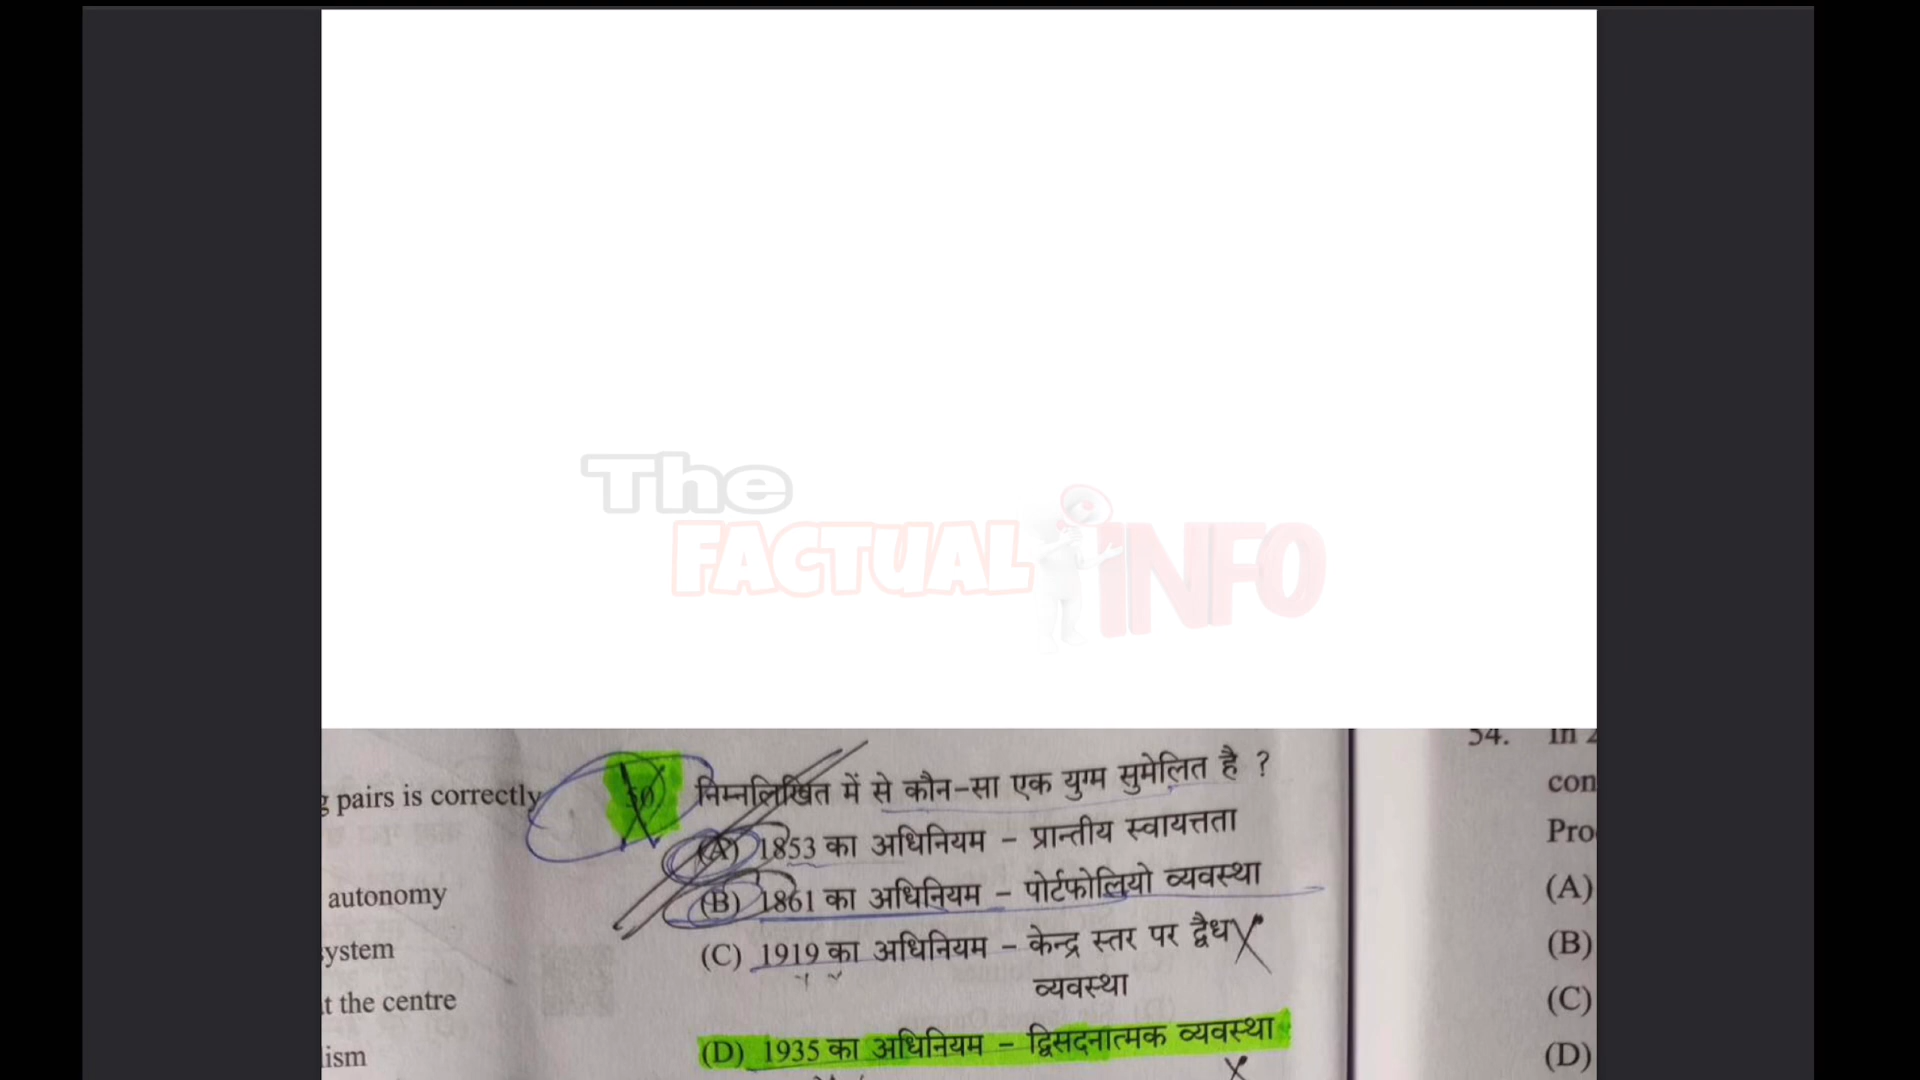 The
FACTUAL INFO
pairs is correctly
autonomy
ystem
t the centre
ism
50. निम्नलिखित में से कौन-सा एक युग्म सुमेलित है ?
(A) 1853 का अधिनियम – प्रान्तीय स्वायत्तता
(B) 1861 का अधिनियम – पोर्टफोलियो व्यवस्था
(C) 1919 का अधिनियम – केन्द्र स्तर पर द्वैध
व्यवस्था
(D) 1935 का अधिनियम – द्विसदनात्मक व्यवस्था
54. In 2
con
Pro
(A)
(B)
(C)
(D)